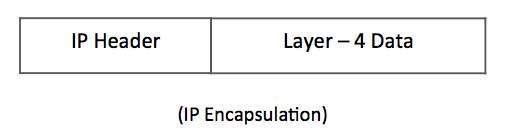 IP Header
Layer – 4 Data
(IP Encapsulation)